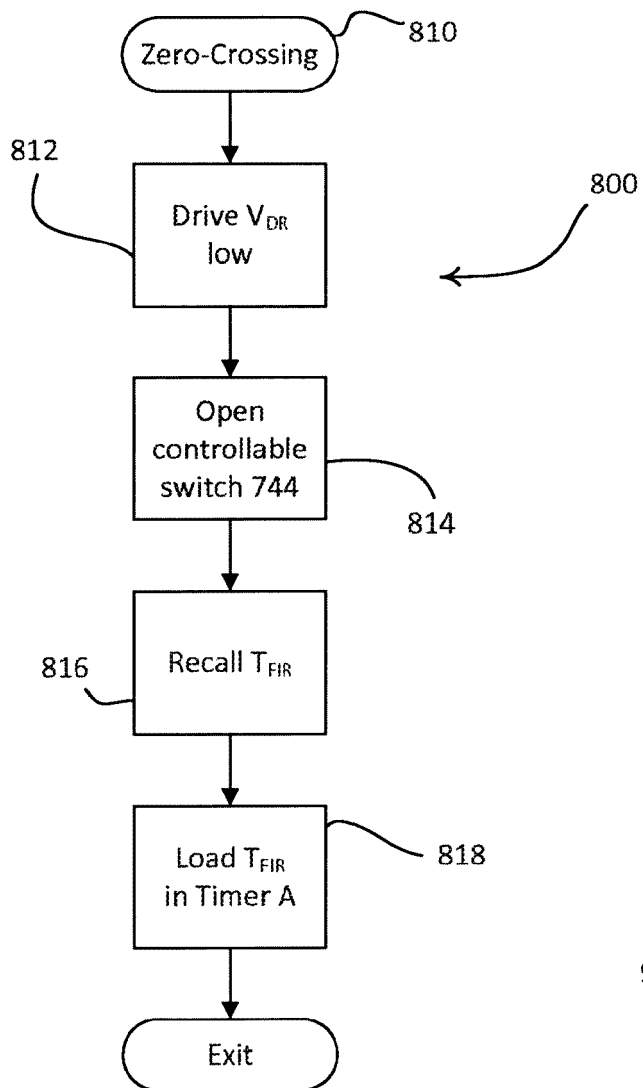 810
Zero-Crossing
812
800
Drive V_DR
low
Open
controllable
switch 744
814
816
Recall T_FIR
Load T_FIR
in Timer A
818
Exit